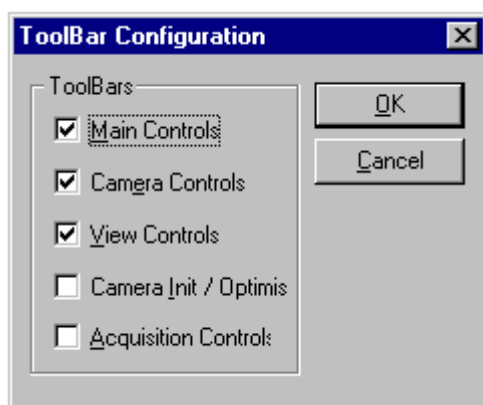 ToolBar Configuration
ToolBars
Main Controls
Camera Controls
View Controls
Camera Init / Optimis
Acquisition Controls
OK
Cancel